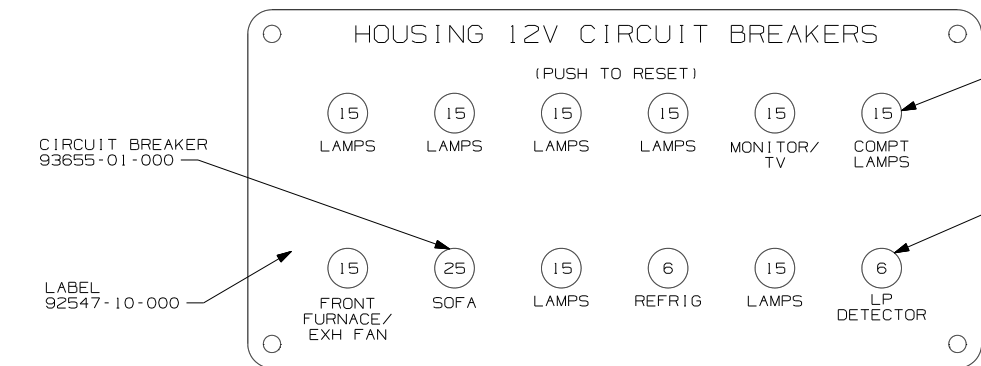 HOUSING 12V CIRCUIT BREAKERS
(PUSH TO RESET)
15 15 15 15 15 15
LAMPS LAMPS LAMPS LAMPS MONITOR/ COMPT
TV LAMPS
CIRCUIT BREAKER
93655-01-000
15 25 15 6 15 6
FRONT SOFA LAMPS REFRIG LAMPS LP
FURNACE/ DETECTOR
EXH FAN
LABEL
92547-10-000